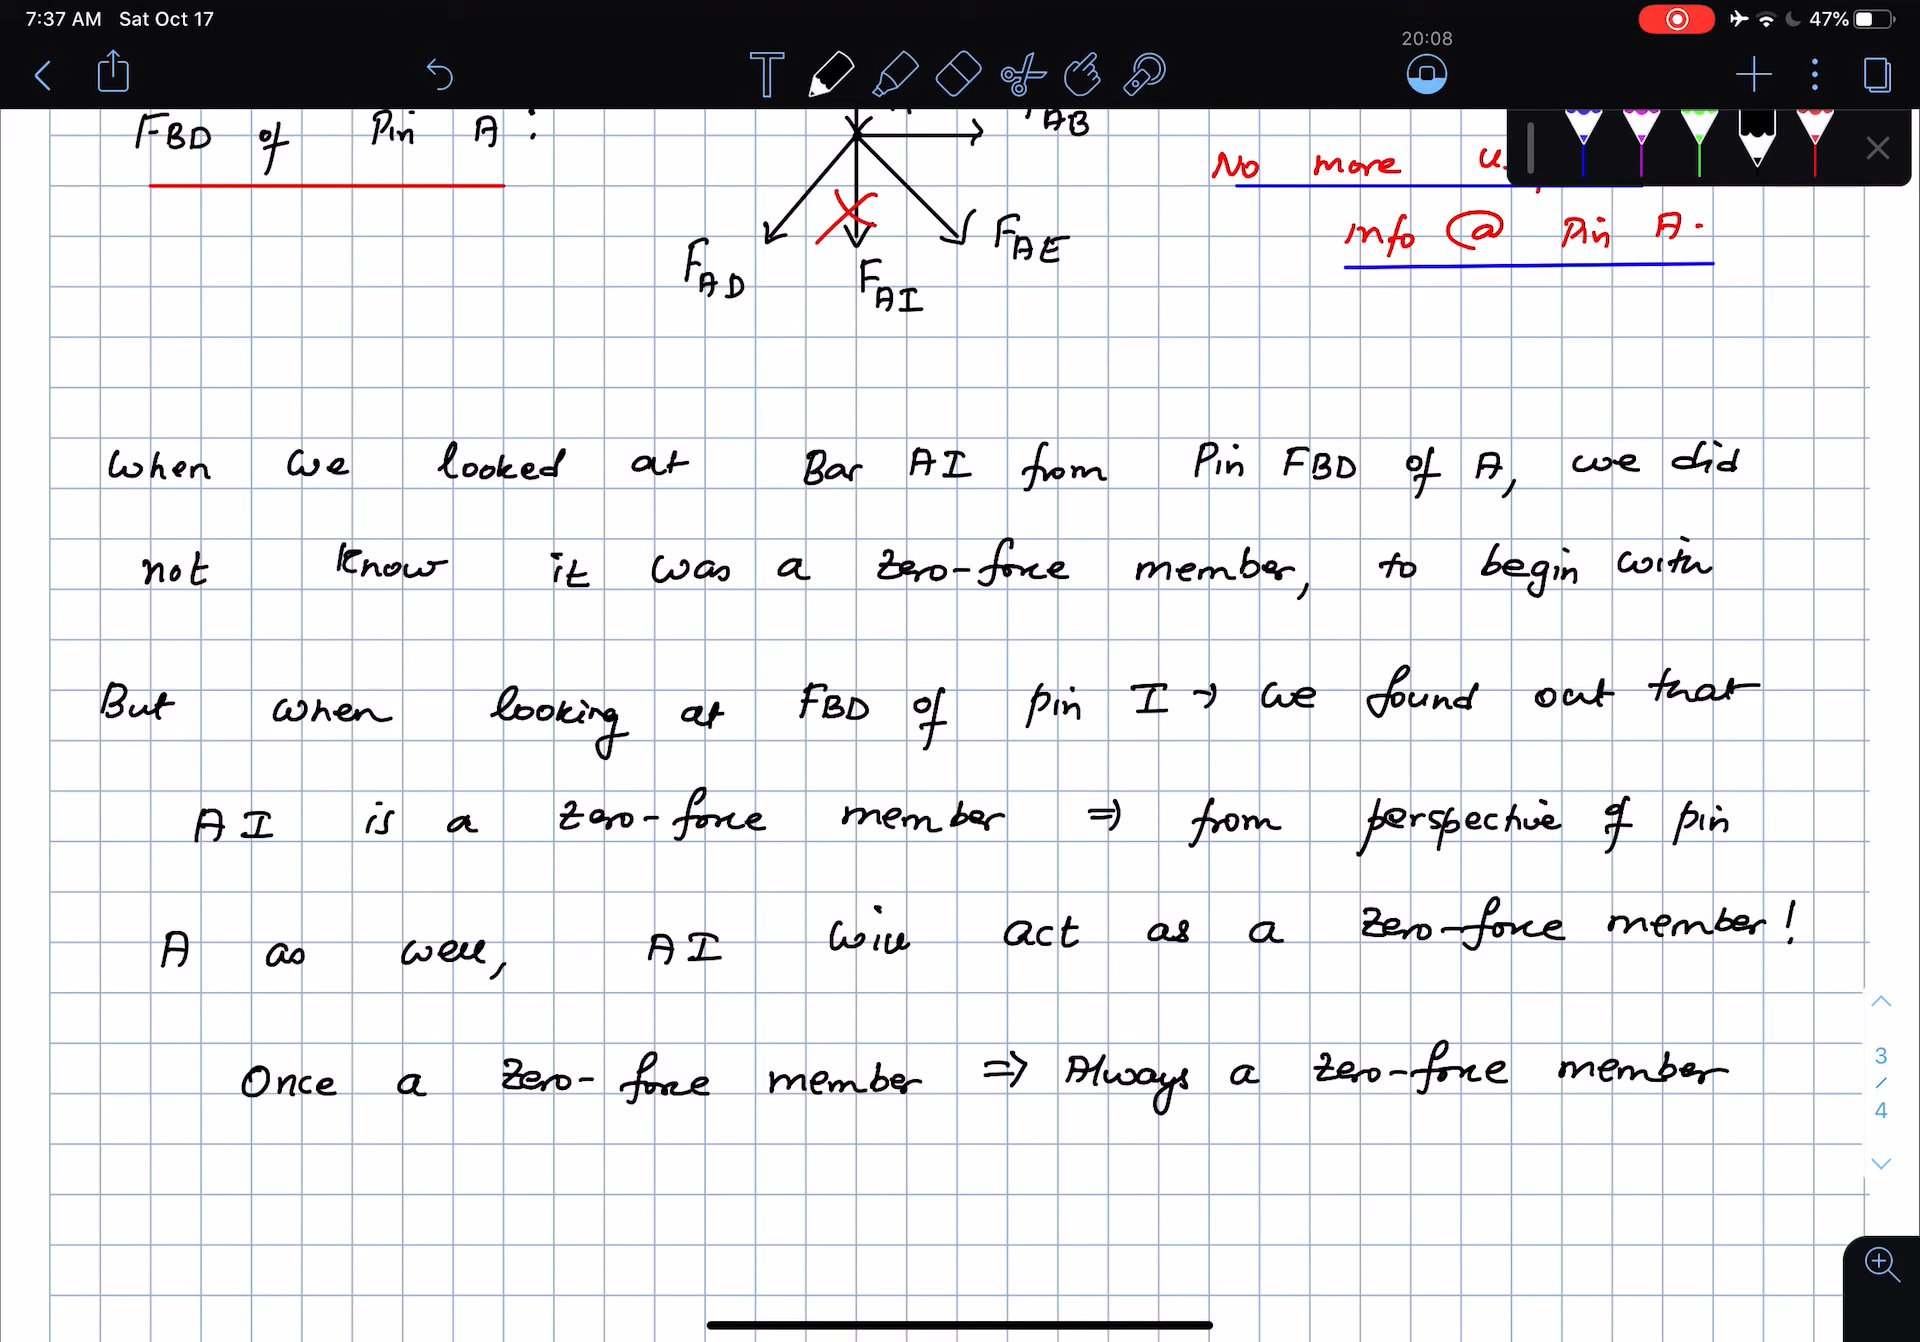 7:37 AM Sat Oct 17
47%
20:08
FBD of Pin A :
AB
No more
info @ Pin A.
F_AD
F_AI
F_AE
When we looked at Bar AI from Pin FBD of A, we did
not know it was a zero-force member, to begin with
But when looking at FBD of pin I → we found out that
AI is a zero-force member ⇒ from perspective of pin
A as well, AI will act as a zero-force member!
Once a zero-force member ⇒ Always a zero-force member
3
/
4